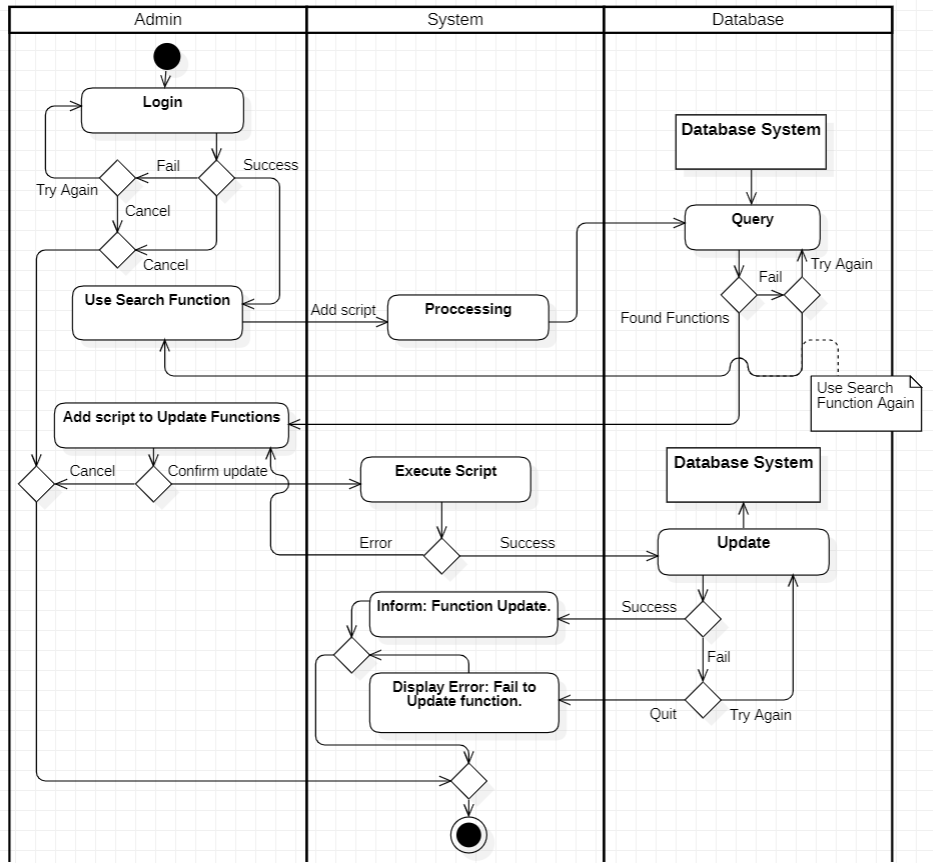 Admin
System
Database
Login
Database System
Fail
Success
Try Again
Cancel
Query
Cancel
Fail
Try Again
Use Search Function
Add script
Proccessing
Found Functions
Use Search
Function Again
Add script to Update Functions
Cancel
Confirm update
Execute Script
Database System
Error
Success
Update
Inform: Function Update.
Success
Fail
Display Error: Fail to
Update function.
Quit
Try Again